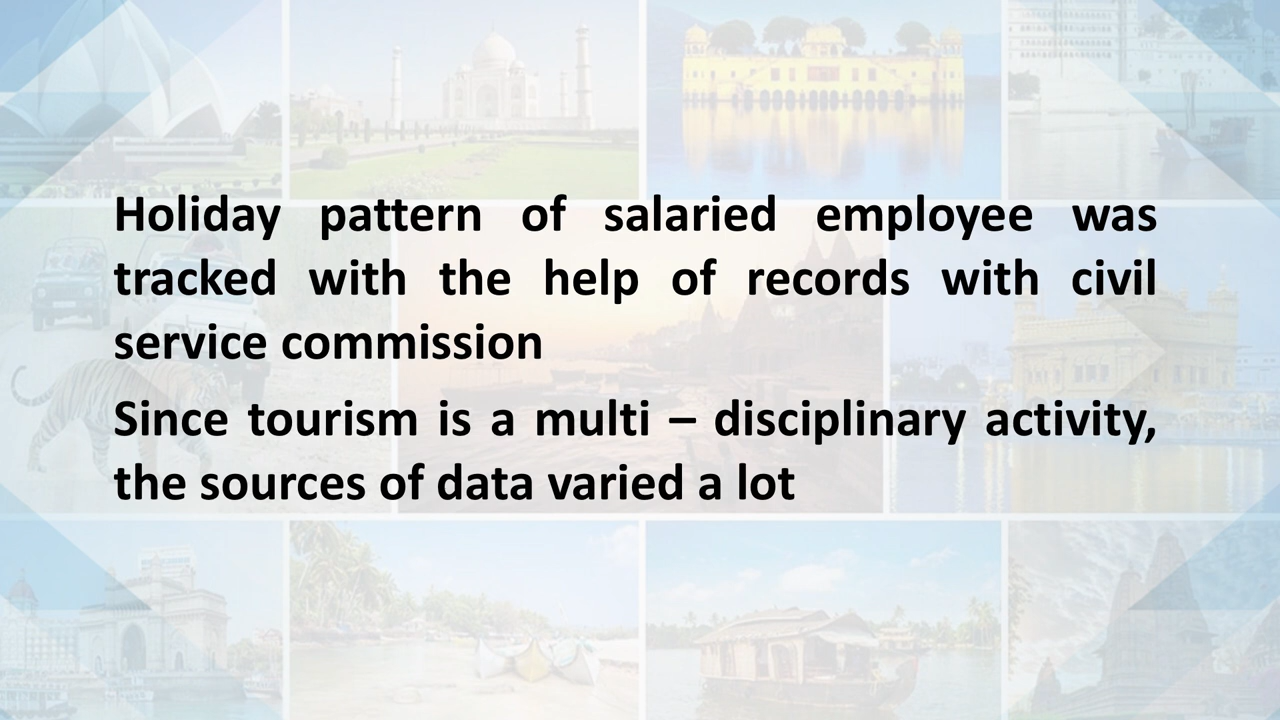 Holiday pattern of salaried employee was
tracked with the help of records with civil
service commission
Since tourism is a multi – disciplinary activity,
the sources of data varied a lot